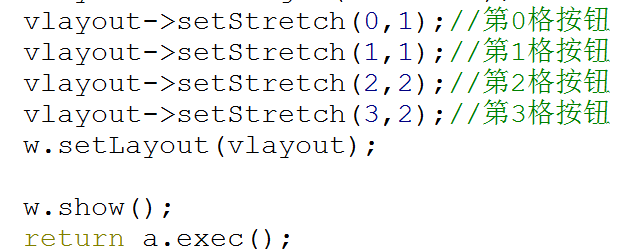 vlayout->setStretch(0,1);//第0格按钮
vlayout->setStretch(1,1);//第1格按钮
vlayout->setStretch(2,2);//第2格按钮
vlayout->setStretch(3,2);//第3格按钮
w.setLayout(vlayout);
w.show();
return a.exec();